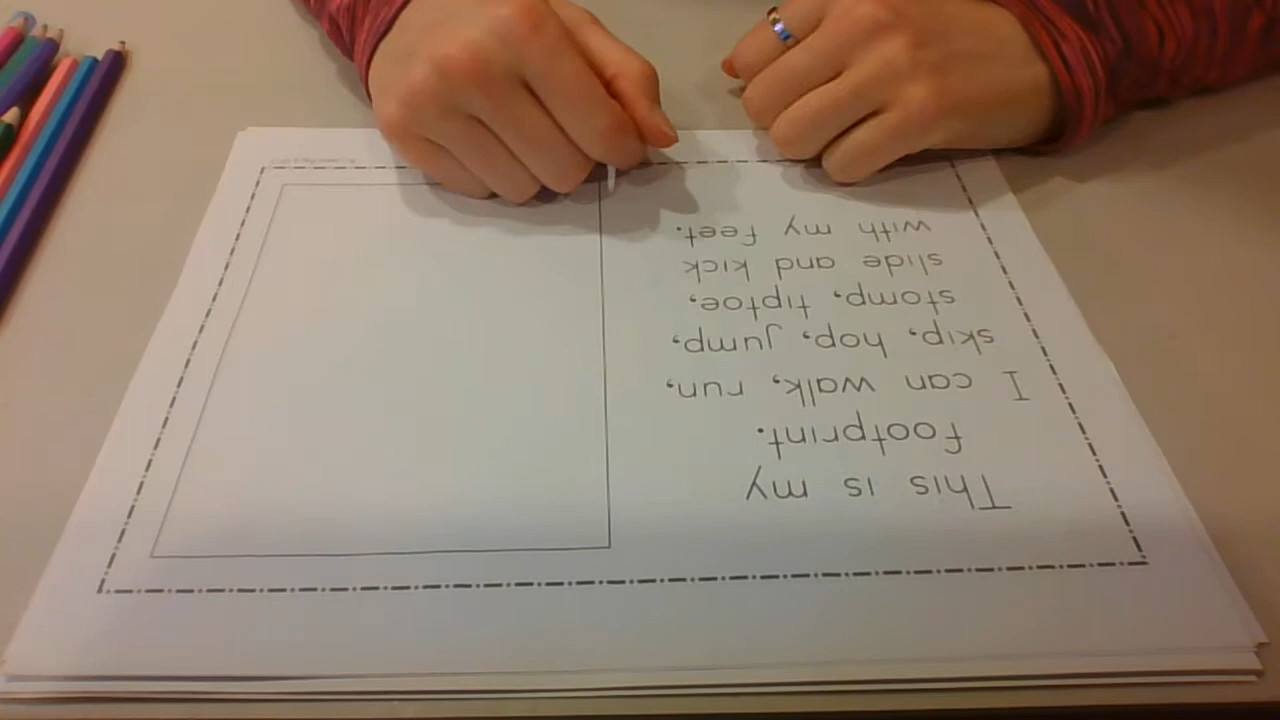 This is my
footprint.
I can walk, run,
skip, hop, jump,
stomp, tiptoe,
slide and kick
with my feet.